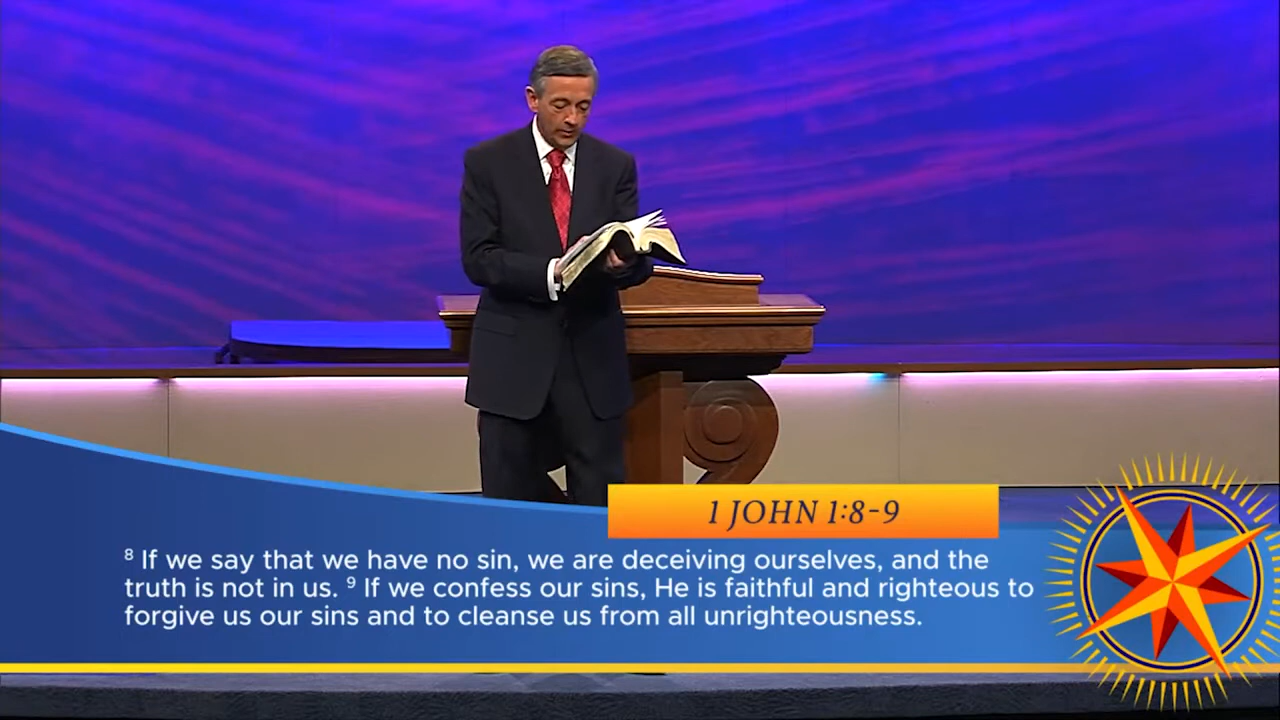 1 JOHN 1:8-9
⁸ If we say that we have no sin, we are deceiving ourselves, and the
truth is not in us. ⁹ If we confess our sins, He is faithful and righteous to
forgive us our sins and to cleanse us from all unrighteousness.